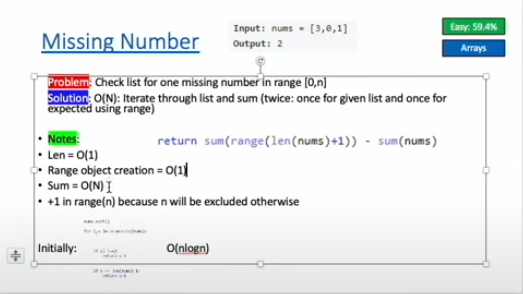 Missing Number
Input: nums = [3,0,1]
Output: 2
Easy: 59.4%
Arrays
Problem: Check list for one missing number in range [0,n]
Solution: O(N): Iterate through list and sum (twice: once for given list and once for
expected using range)
Notes:
return sum(range(len(nums)+1)) - sum(nums)
• Len = O(1)
• Range object creation = O(1)
• Sum = O(N)
• +1 in range(n) because n will be excluded otherwise
nums.sort()
Initially:
O(nlogn)